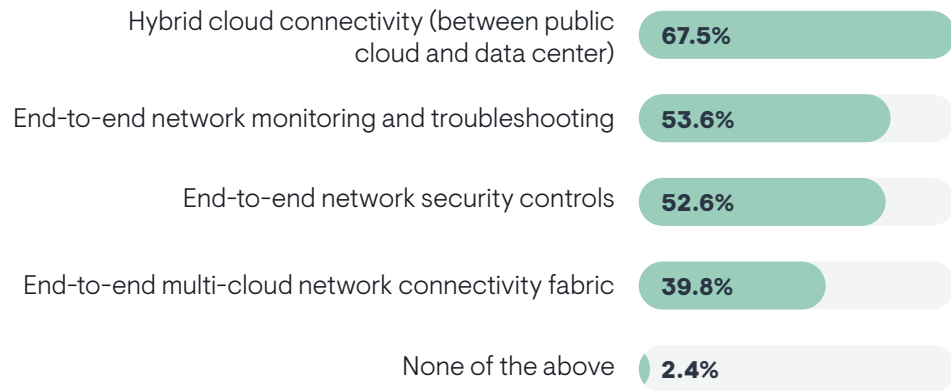 Hybrid cloud connectivity (between public
cloud and data center)
67.5%
End-to-end network monitoring and troubleshooting
53.6%
End-to-end network security controls
52.6%
End-to-end multi-cloud network connectivity fabric
39.8%
None of the above
2.4%